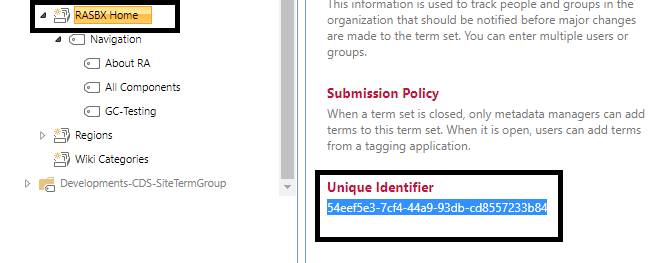 RASBX Home
Navigation
About RA
All Components
GC-Testing
Regions
Wiki Categories
Developments-CDS-SiteTermGroup
This information is used to track people and groups in the
organization that should be notified before major changes
are made to the term set. You can enter multiple users or
groups.
Submission Policy
When a term set is closed, only metadata managers can add
terms to this term set. When it is open, users can add terms
from a tagging application.
Unique Identifier
54eef5e3-7cf4-44a9-93db-cd8557233b84